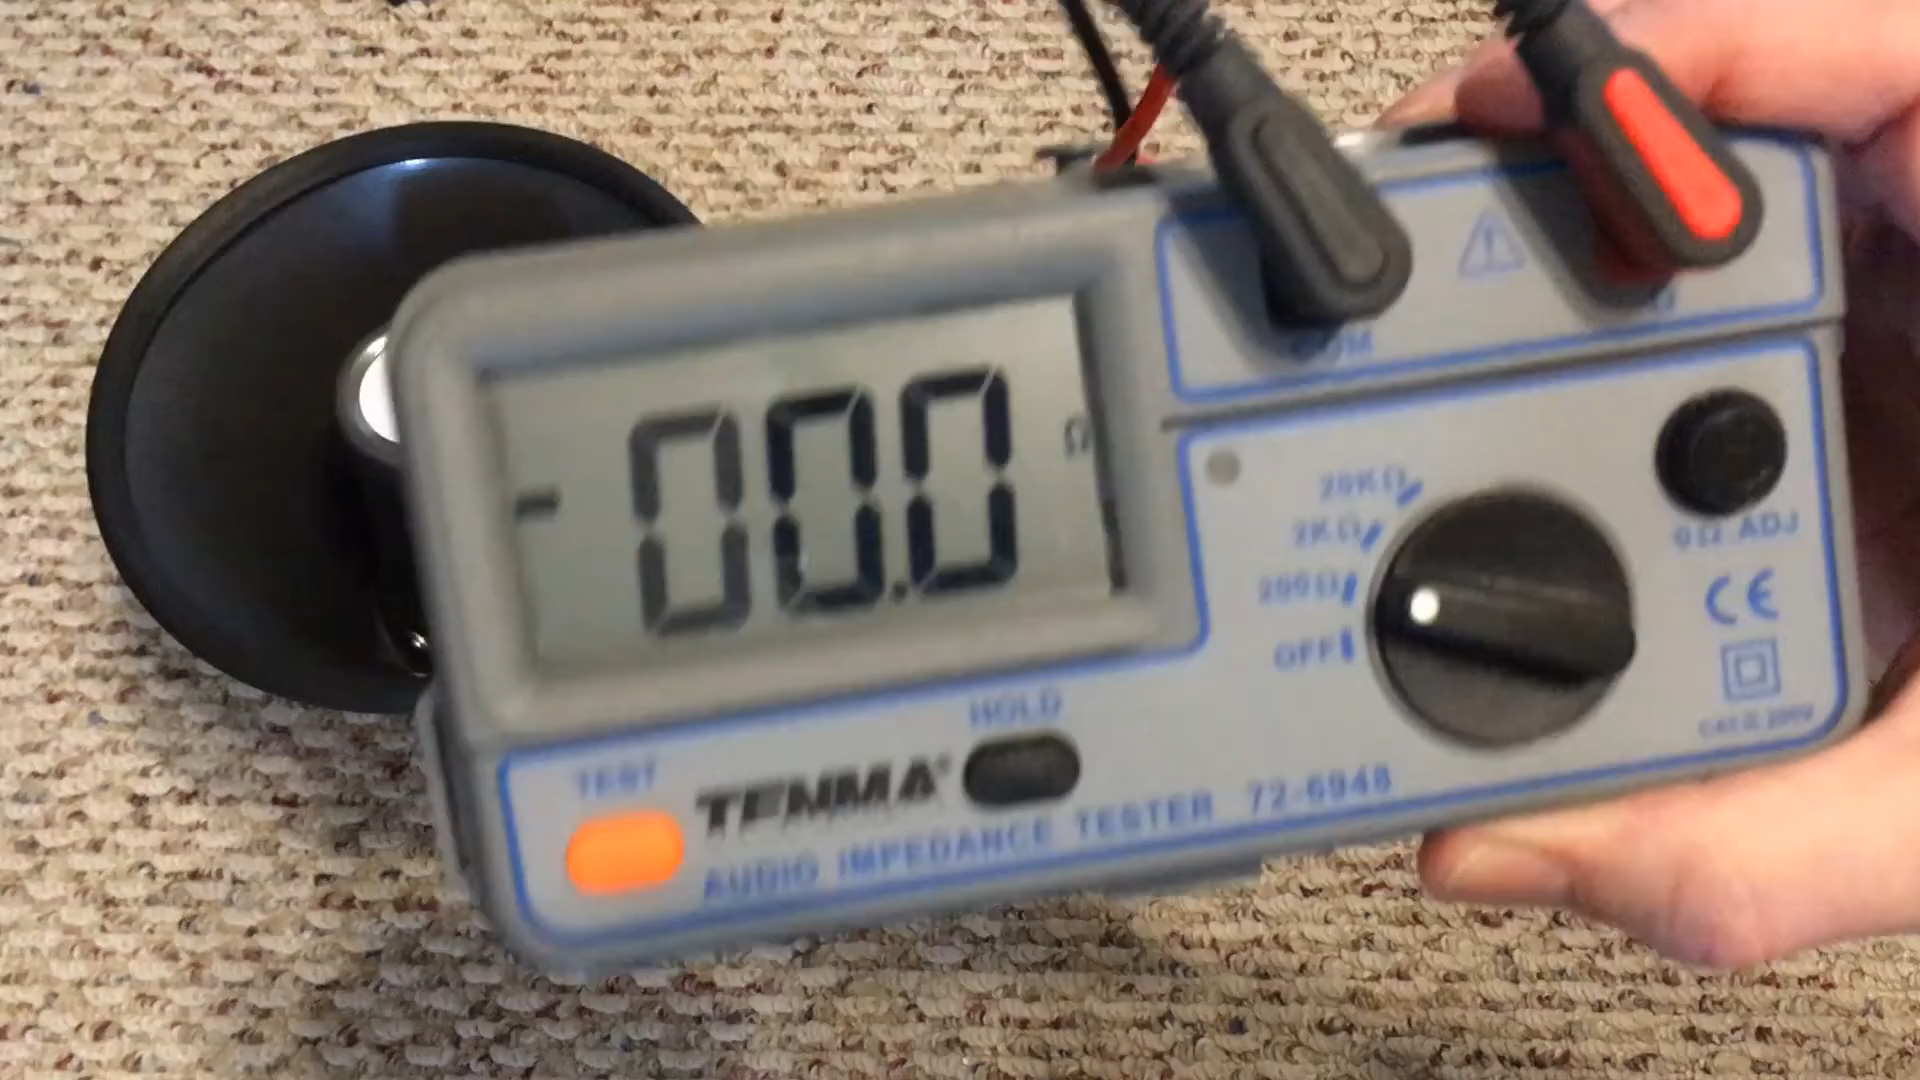 -00.0 Ω
COM
20KΩ
2KΩ
200Ω
OFF
0Ω ADJ
CE
HOLD
TEST
TENMA
AUDIO IMPEDANCE TESTER 72-6948